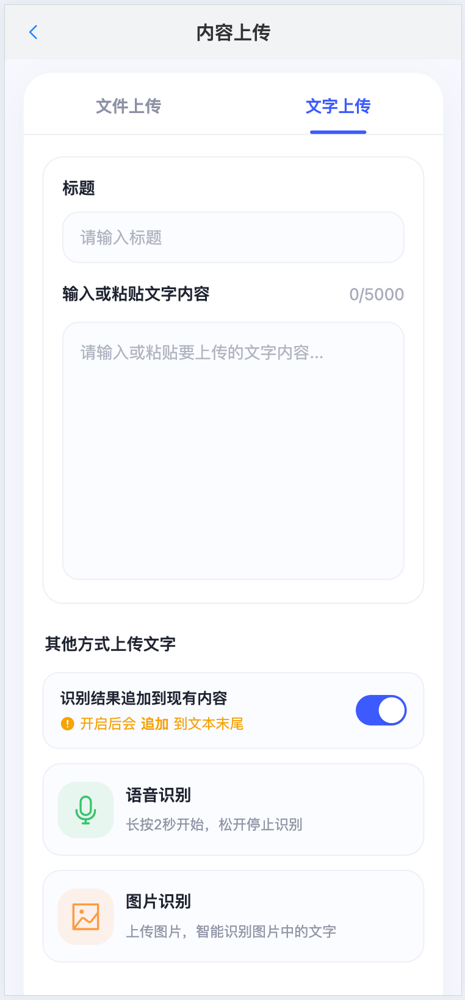 内容上传
文件上传
文字上传
标题
请输入标题
输入或粘贴文字内容
0/5000
请输入或粘贴要上传的文字内容...
其他方式上传文字
识别结果追加到现有内容
开启后会 追加 到文本末尾
语音识别
长按2秒开始，松开停止识别
图片识别
上传图片，智能识别图片中的文字